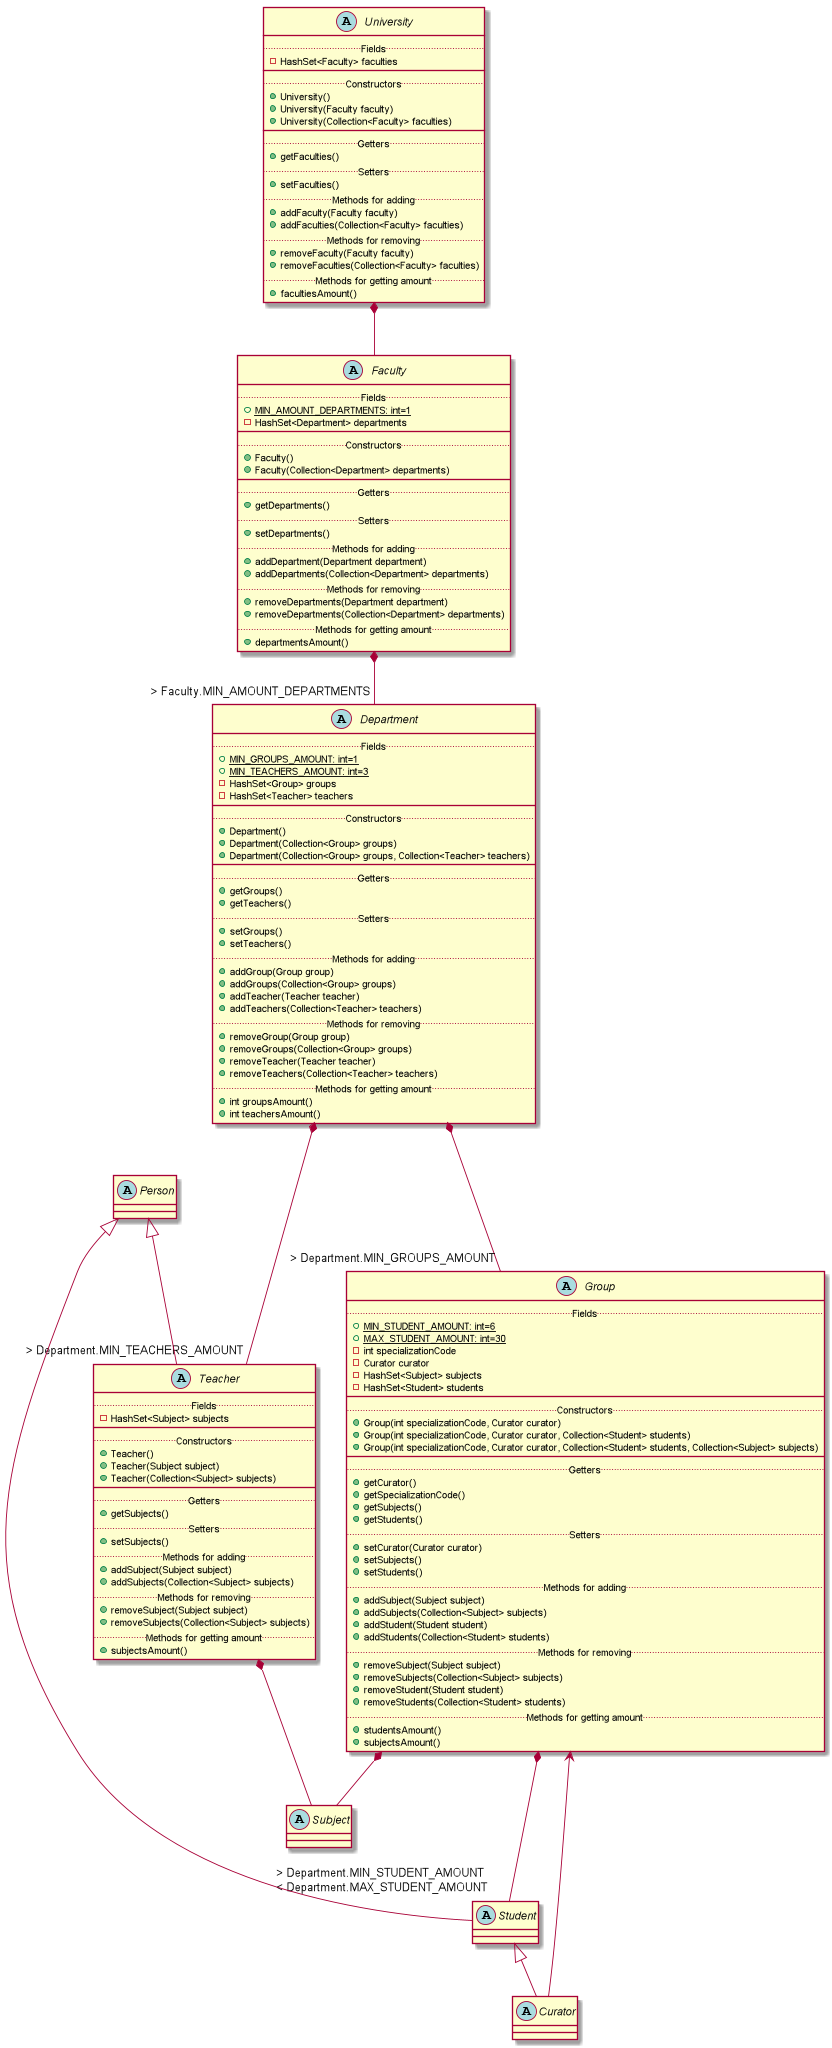 A University
Fields
HashSet<Faculty> faculties
Constructors
University()
University(Faculty faculty)
University(Collection<Faculty> faculties)
Getters
getFaculties()
Setters
setFaculties()
Methods for adding
addFaculty(Faculty faculty)
addFaculties(Collection<Faculty> faculties)
Methods for removing
removeFaculty(Faculty faculty)
removeFaculties(Collection<Faculty> faculties)
Methods for getting amount
facultiesAmount()
A Faculty
Fields
MIN_AMOUNT_DEPARTMENTS: int=1
HashSet<Department> departments
Constructors
Faculty()
Faculty(Collection<Department> departments)
Getters
getDepartments()
Setters
setDepartments()
Methods for adding
addDepartment(Department department)
addDepartments(Collection<Department> departments)
Methods for removing
removeDepartments(Department department)
removeDepartments(Collection<Department> departments)
Methods for getting amount
departmentsAmount()
> Faculty.MIN_AMOUNT_DEPARTMENTS
A Department
Fields
MIN_GROUPS_AMOUNT: int=1
MIN_TEACHERS_AMOUNT: int=3
HashSet<Group> groups
HashSet<Teacher> teachers
Constructors
Department()
Department(Collection<Group> groups)
Department(Collection<Group> groups, Collection<Teacher> teachers)
Getters
getGroups()
getTeachers()
Setters
setGroups()
setTeachers()
Methods for adding
addGroup(Group group)
addGroups(Collection<Group> groups)
addTeacher(Teacher teacher)
addTeachers(Collection<Teacher> teachers)
Methods for removing
removeGroup(Group group)
removeGroups(Collection<Group> groups)
removeTeacher(Teacher teacher)
removeTeachers(Collection<Teacher> teachers)
Methods for getting amount
int groupsAmount()
int teachersAmount()
A Person
> Department.MIN_GROUPS_AMOUNT
> Department.MIN_TEACHERS_AMOUNT
A Teacher
Fields
HashSet<Subject> subjects
Constructors
Teacher()
Teacher(Subject subject)
Teacher(Collection<Subject> subjects)
Getters
getSubjects()
Setters
setSubjects()
Methods for adding
addSubject(Subject subject)
addSubjects(Collection<Subject> subjects)
Methods for removing
removeSubject(Subject subject)
removeSubjects(Collection<Subject> subjects)
Methods for getting amount
subjectsAmount()
A Group
Fields
MIN_STUDENT_AMOUNT: int=6
MAX_STUDENT_AMOUNT: int=30
int specializationCode
Curator curator
HashSet<Subject> subjects
HashSet<Student> students
Constructors
Group(int specializationCode, Curator curator)
Group(int specializationCode, Curator curator, Collection<Student> students)
Group(int specializationCode, Curator curator, Collection<Student> students, Collection<Subject> subjects)
Getters
getCurator()
getSpecializationCode()
getSubjects()
getStudents()
Setters
setCurator(Curator curator)
setSubjects()
setStudents()
Methods for adding
addSubject(Subject subject)
addSubjects(Collection<Subject> subjects)
addStudent(Student student)
addStudents(Collection<Student> students)
Methods for removing
removeSubject(Subject subject)
removeSubjects(Collection<Subject> subjects)
removeStudent(Student student)
removeStudents(Collection<Student> students)
Methods for getting amount
studentsAmount()
subjectsAmount()
A Subject
> Department.MIN_STUDENT_AMOUNT
< Department.MAX_STUDENT_AMOUNT
A Student
A Curator